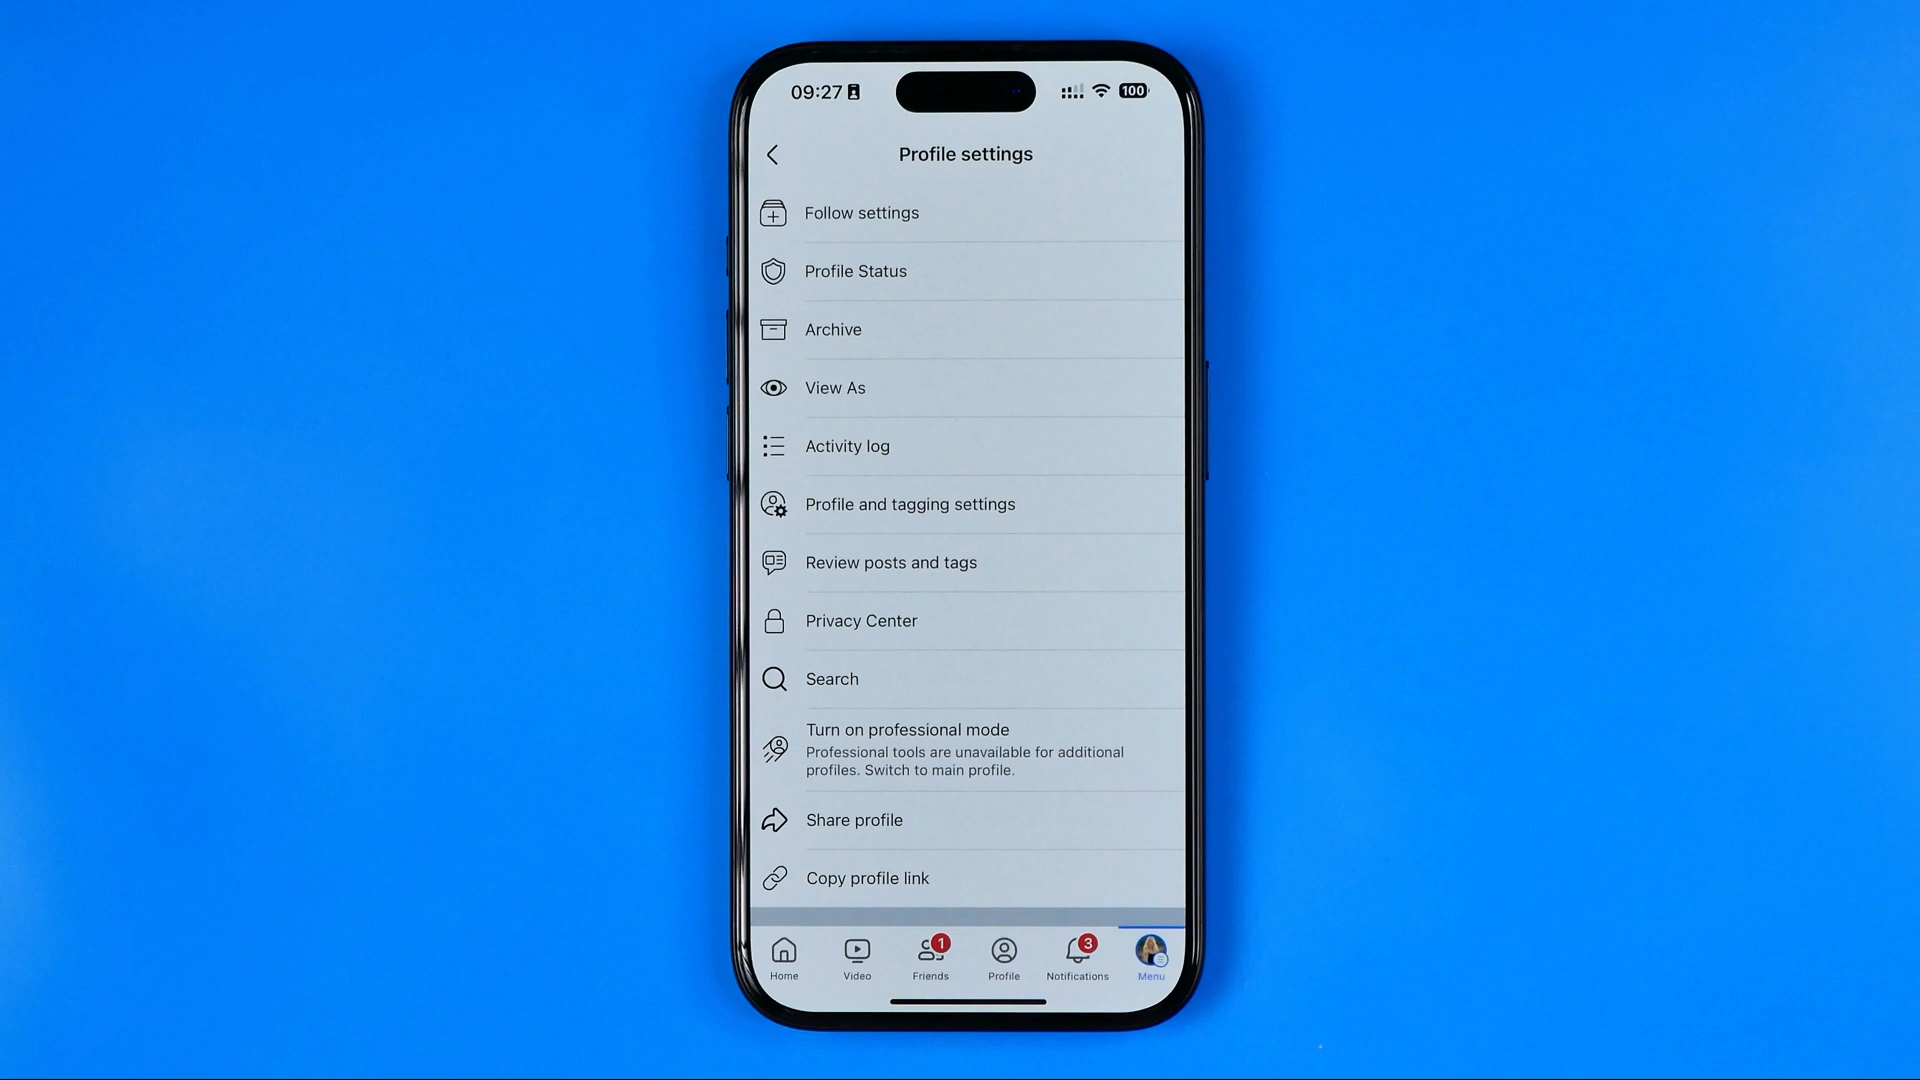 09:27
100
Profile settings
Follow settings
Profile Status
Archive
View As
Activity log
Profile and tagging settings
Review posts and tags
Privacy Center
Search
Turn on professional mode
Professional tools are unavailable for additional
profiles. Switch to main profile.
Share profile
Copy profile link
1
3
Home
Video
Friends
Profile
Notifications
Menu